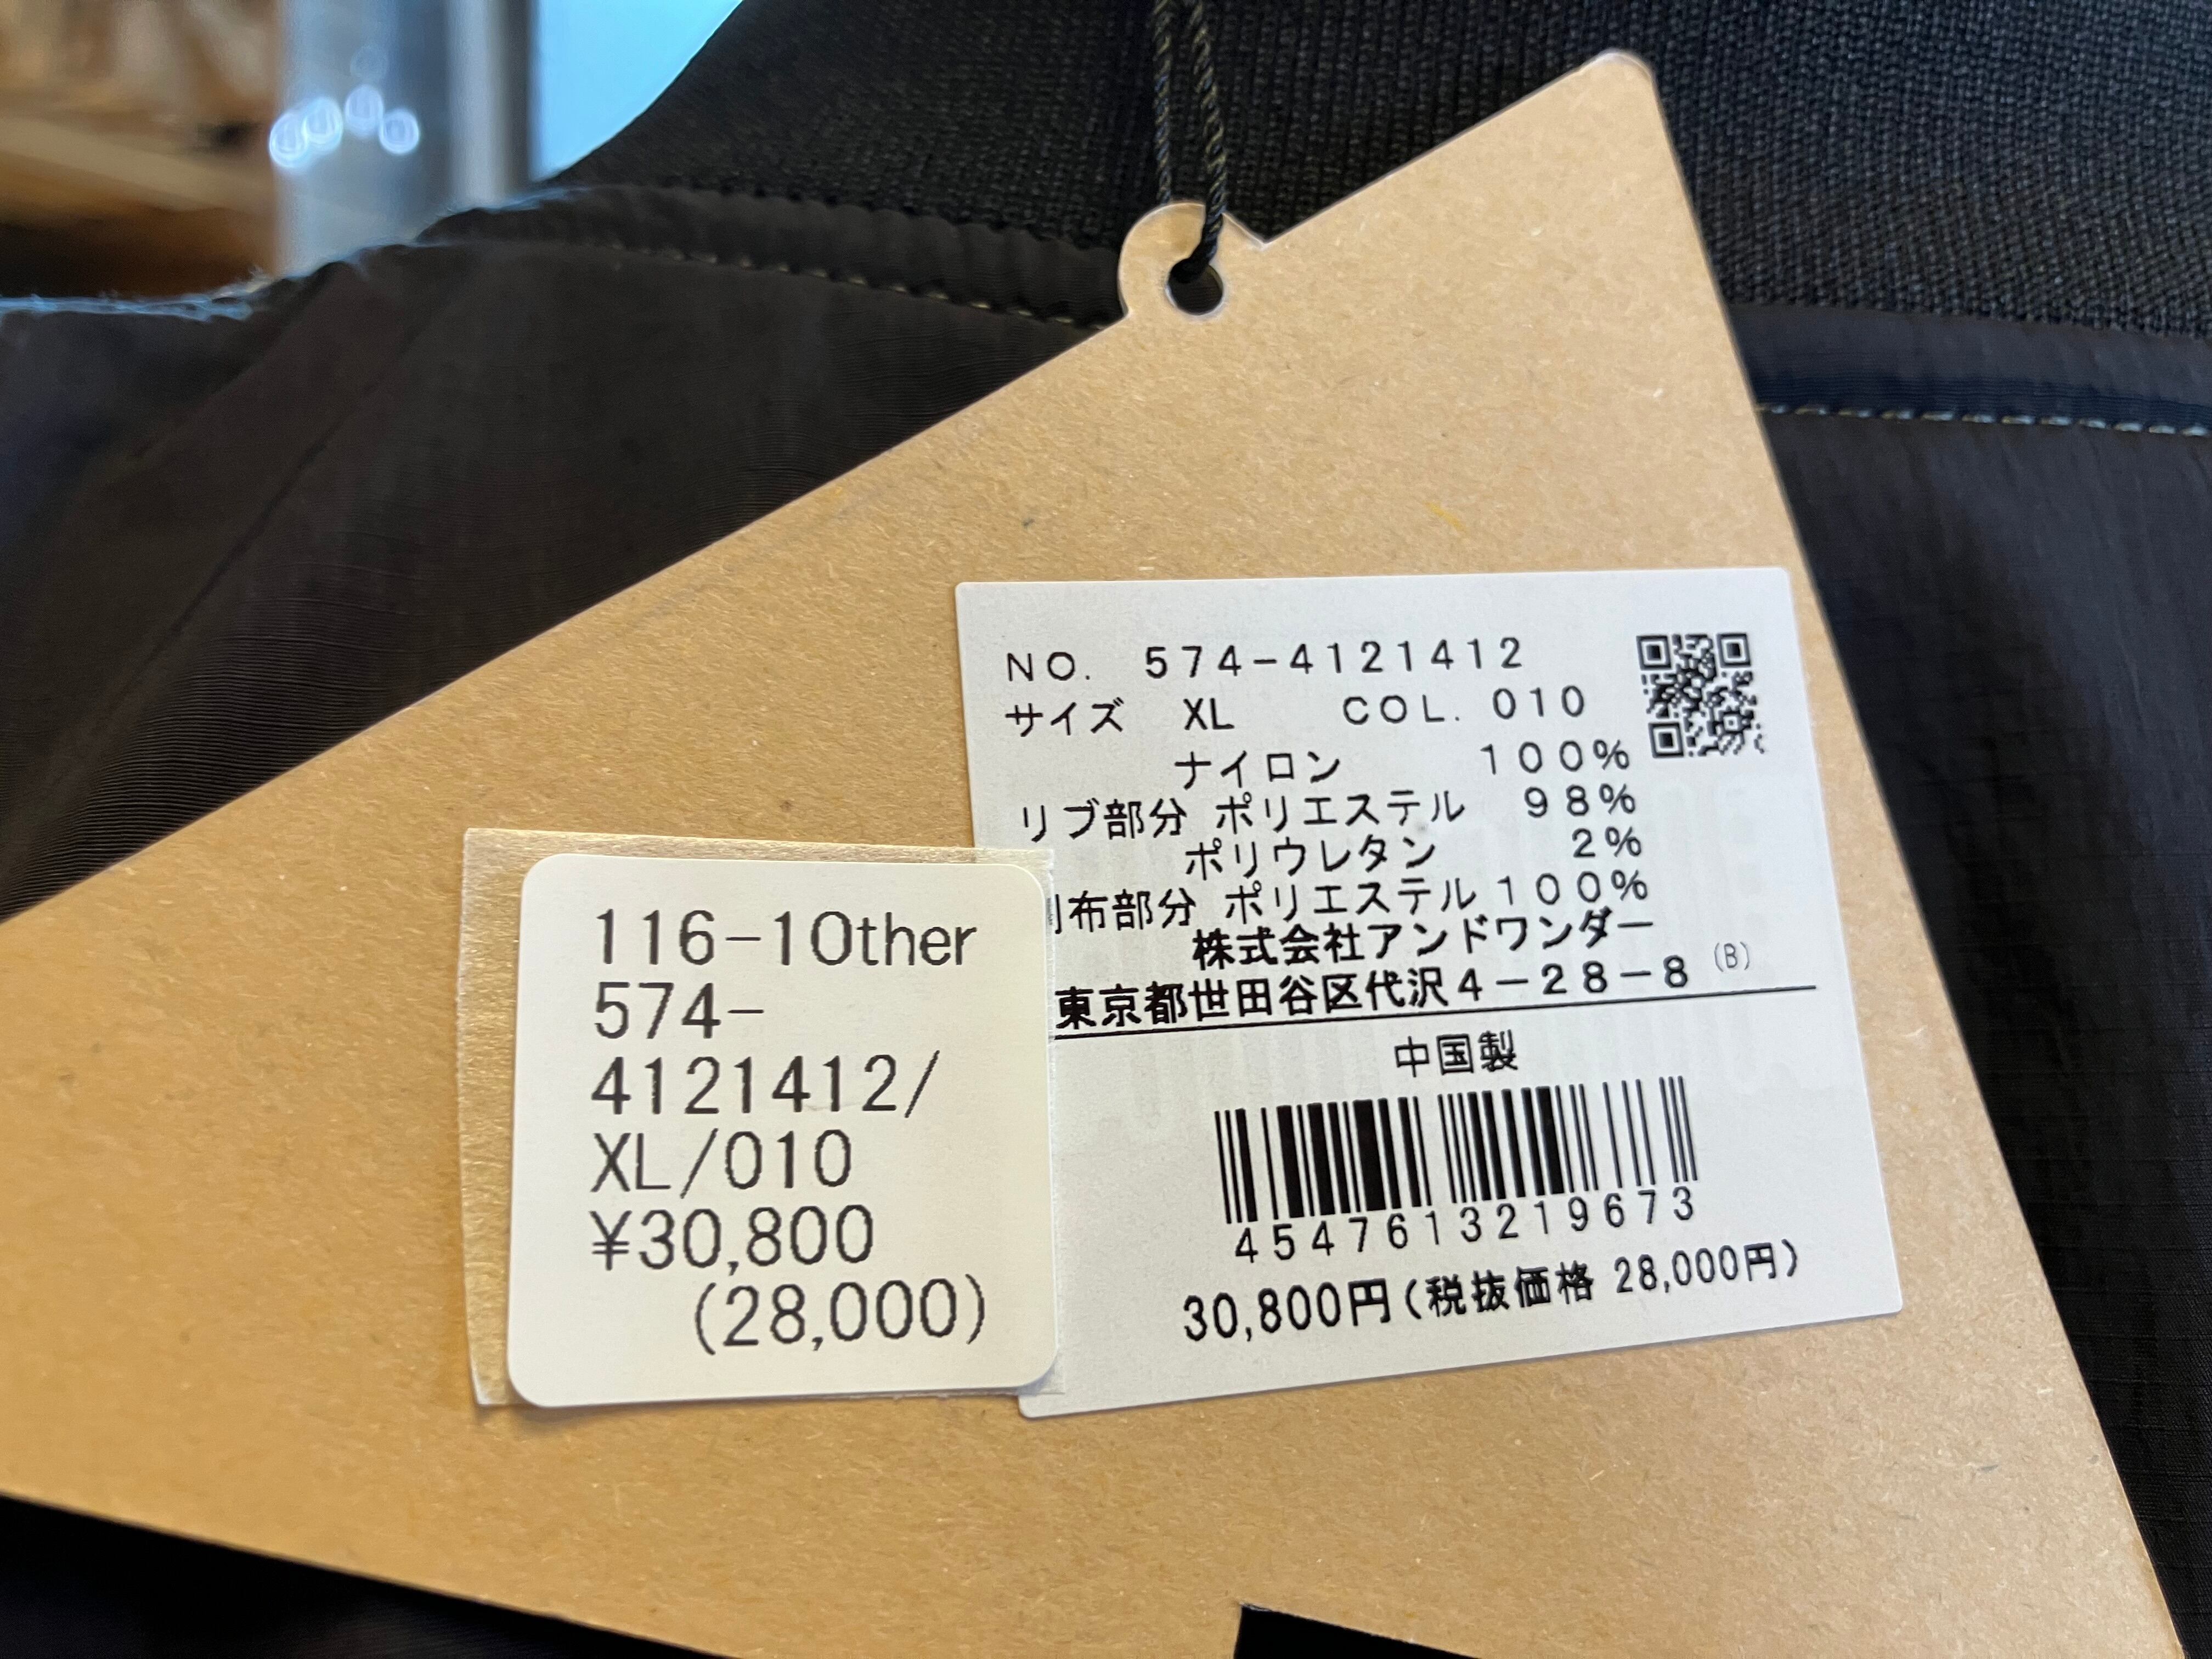 NO. 574-4121412
サイズ XL COL. 010
ナイロン 100%
リブ部分 ポリエステル 98%
ポリウレタン 2%
布部分 ポリエステル 100%
株式会社アンドワンダー
東京都世田谷区代沢4-28-8 (B)
中国製
4547613219673
30,800円(税抜価格 28,000円)
116-1Other
574-
4121412/
XL/010
¥30,800
(28,000)